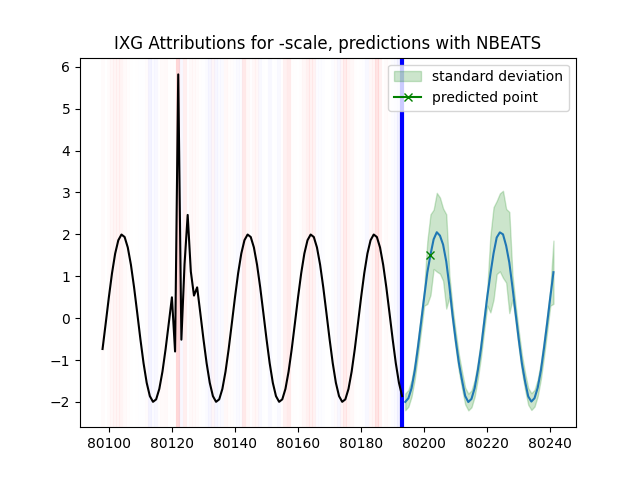 IXG Attributions for -scale, predictions with NBEATS
standard deviation
predicted point
6
5
4
3
2
1
0
−1
−2
80100 80120 80140 80160 80180 80200 80220 80240